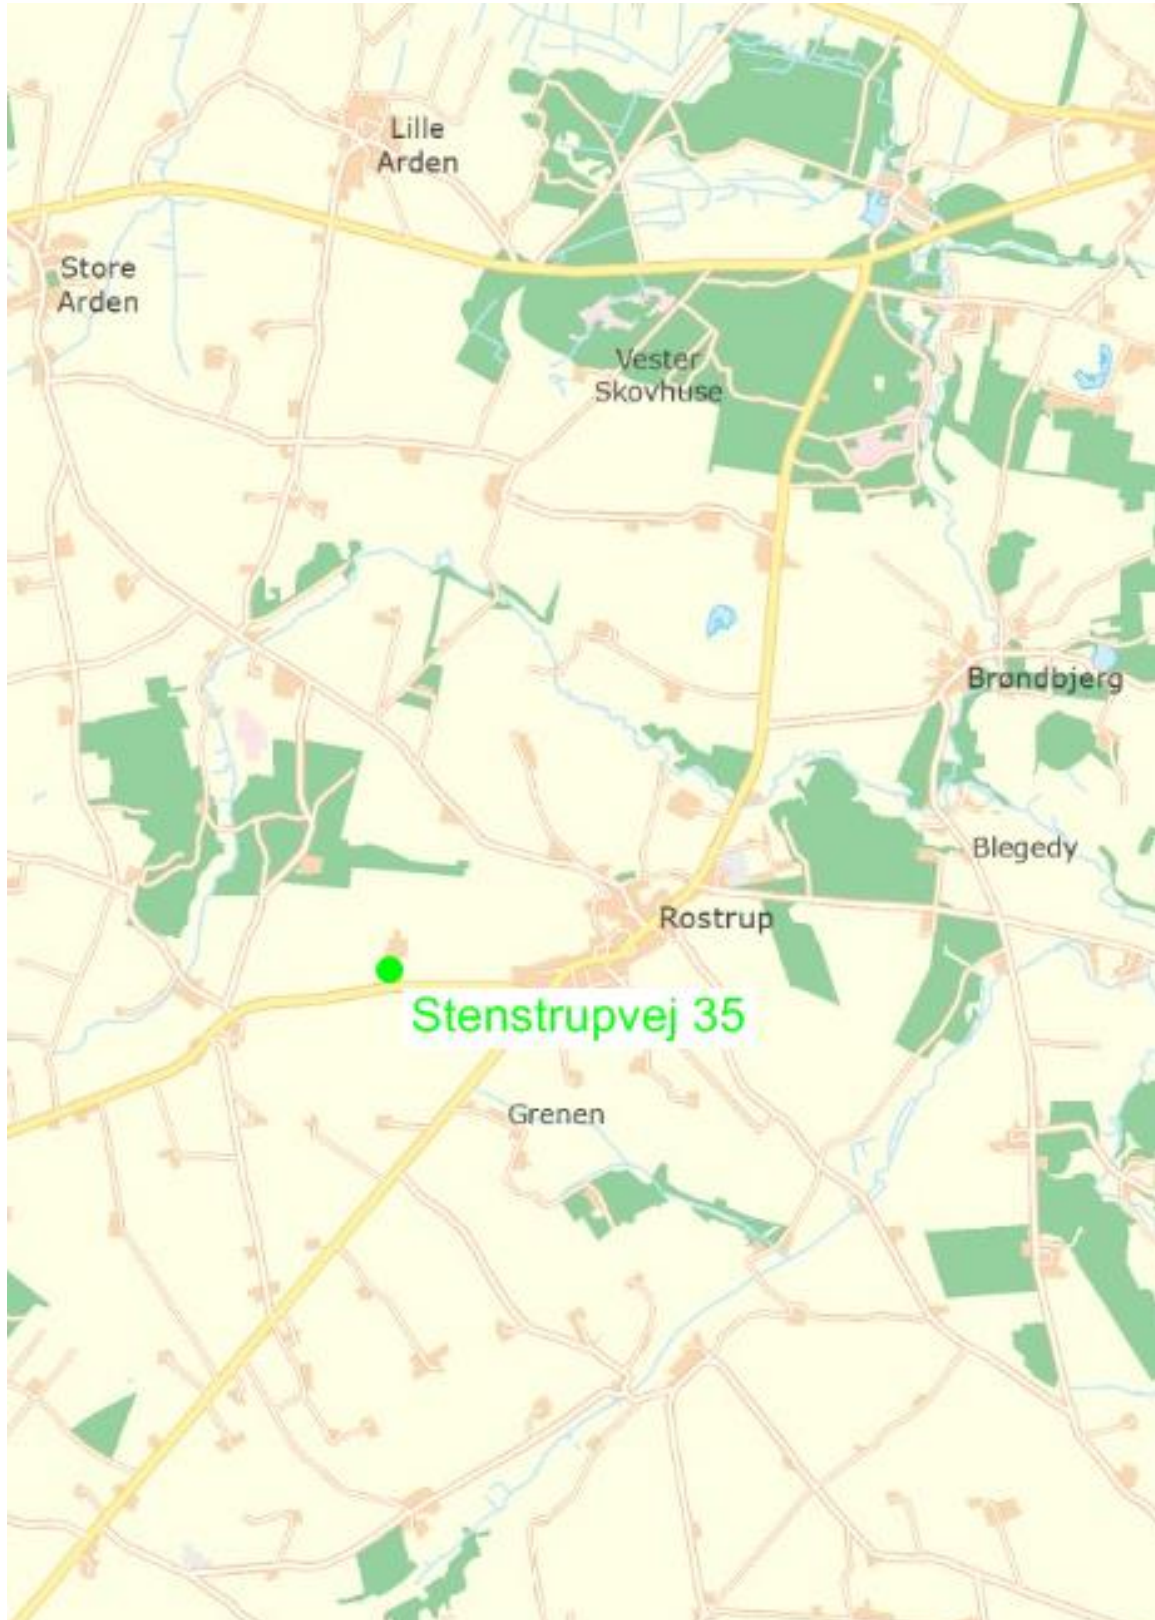 Lille
Arden
Store
Arden
Vester
Skovhuse
Brøndbjerg
Blegedy
Rostrup
Stenstrupvej 35
Grenen